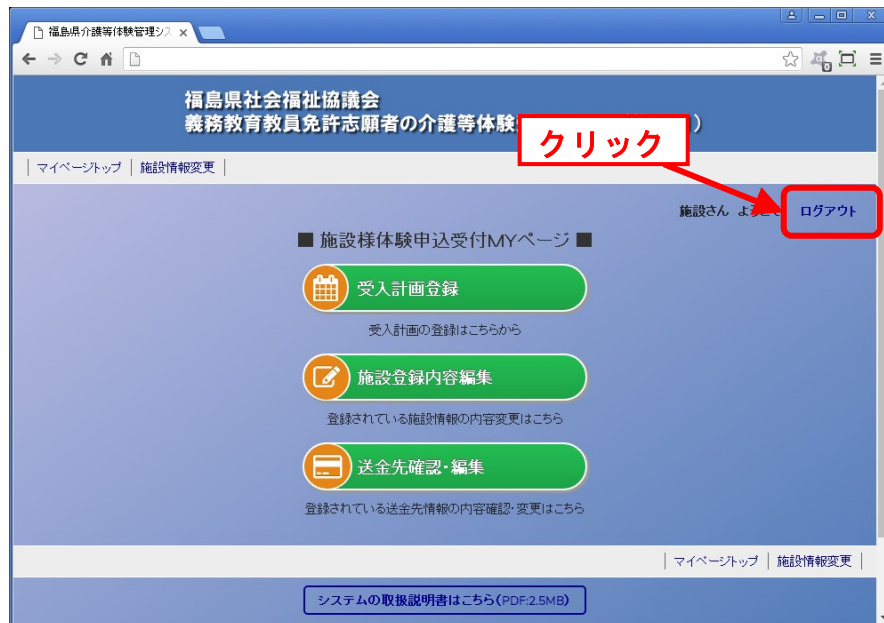 福島県介護等体験管理シス
福島県社会福祉協議会
義務教育教員免許志願者の介護等体験
)
クリック
マイページトップ
施設情報変更
施設さん よう
ログアウト
■ 施設様体験申込受付MYページ ■
受入計画登録
受入計画の登録はこちらから
施設登録内容編集
登録されている施設情報の内容変更はこちら
送金先確認・編集
登録されている送金先情報の内容確認・変更はこちら
マイページトップ
施設情報変更
システムの取扱説明書はこちら(PDF:2.5MB)